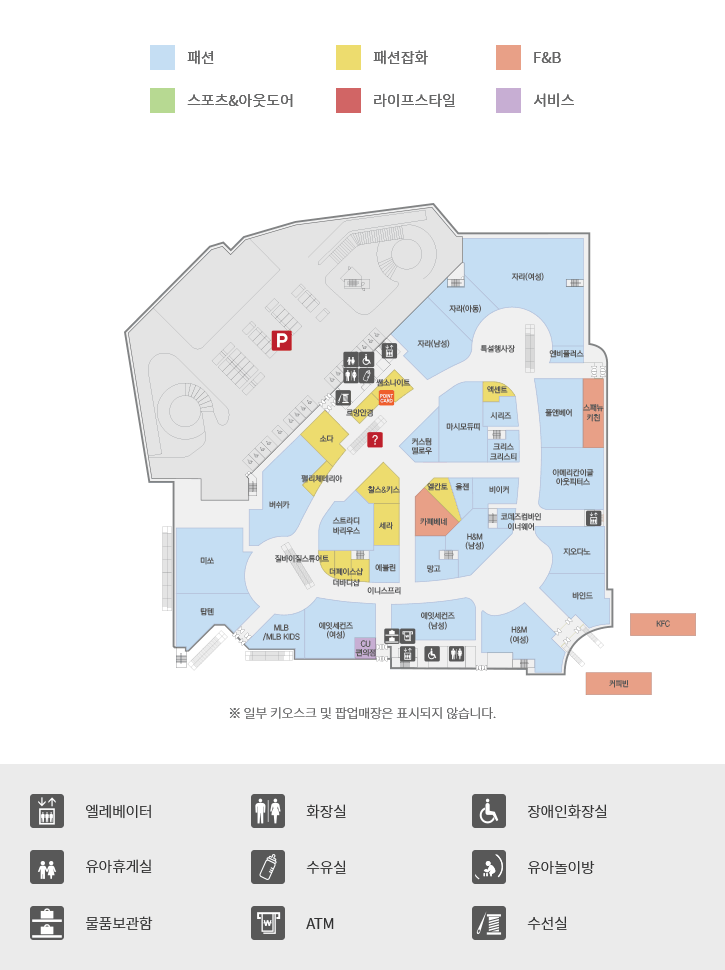 패션
패션잡화
F&B
스포츠&아웃도어
라이프스타일
서비스
자라(여성)
자라(아동)
자라(남성)
특설행사장
앤비플러스
P
쌤소나이트
POINT
CARD
르망안경
액센트
시리즈
폴앤베어
스패뉴
키친
소다
?
커스텀
멜로우
마시모듀띠
크리스
크리스티
펠리체테리아
아메리칸이글
아웃피터스
버쉬카
찰스&키스
엘칸토
율젠
바이커
스트라디
바리우스
세라
카페베네
코데즈컴바인
이너웨어
H&M
(남성)
미쏘
질바이질스튜어트
더페이스샵
더바디샵
에블린
망고
지오다노
이니스프리
탑텐
바인드
MLB
/MLB KIDS
에잇세컨즈
(여성)
에잇세컨즈
(남성)
H&M
(여성)
KFC
CU
편의점
커피빈
※ 일부 키오스크 및 팝업매장은 표시되지 않습니다.
엘레베이터
화장실
장애인화장실
유아휴게실
수유실
유아놀이방
물품보관함
ATM
수선실